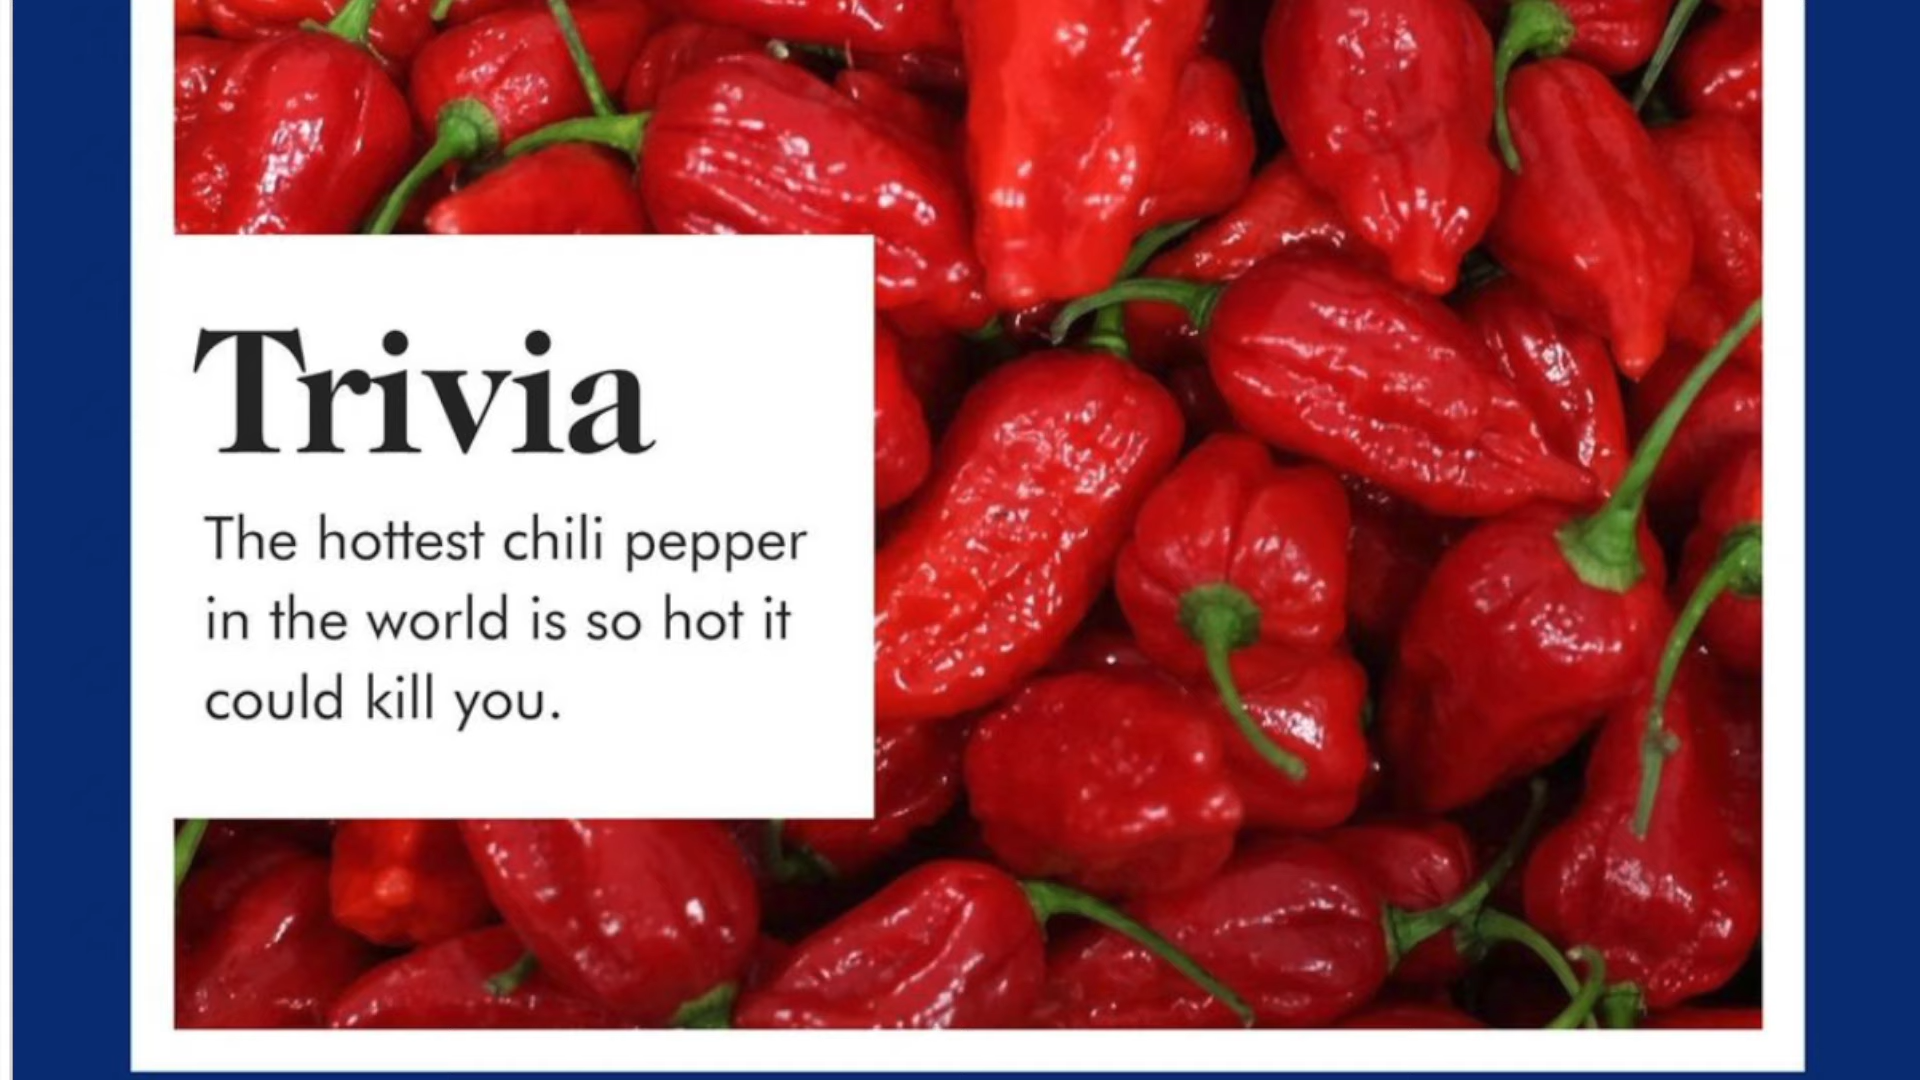 Trivia
The hottest chili pepper
in the world is so hot it
could kill you.